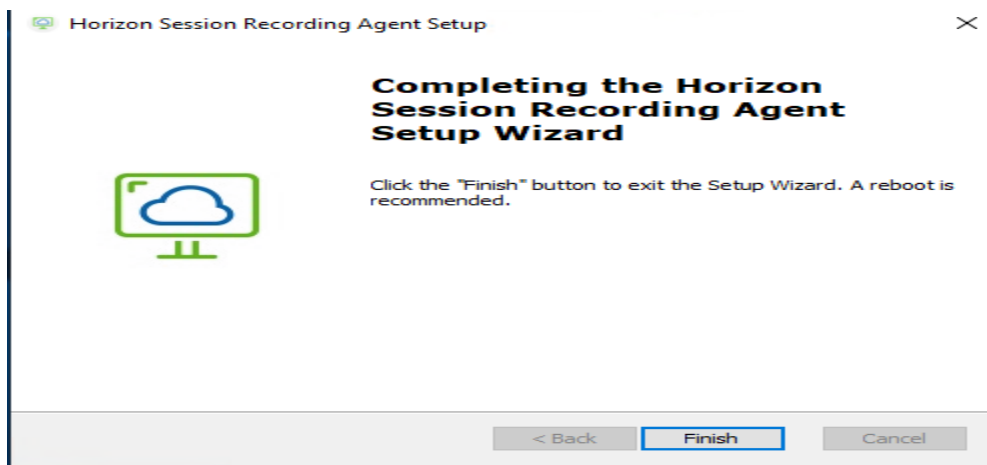 Horizon Session Recording Agent Setup
Completing the Horizon
Session Recording Agent
Setup Wizard
Click the "Finish" button to exit the Setup Wizard. A reboot is
recommended.
< Back Finish Cancel